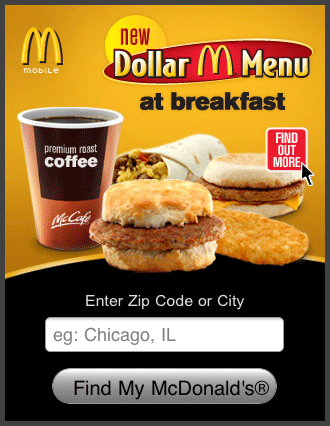 mobile
new
Dollar M Menu
at breakfast
premium roast
coffee
McCafé
FIND
OUT
MORE
Enter Zip Code or City
eg: Chicago, IL
Find My McDonald's®